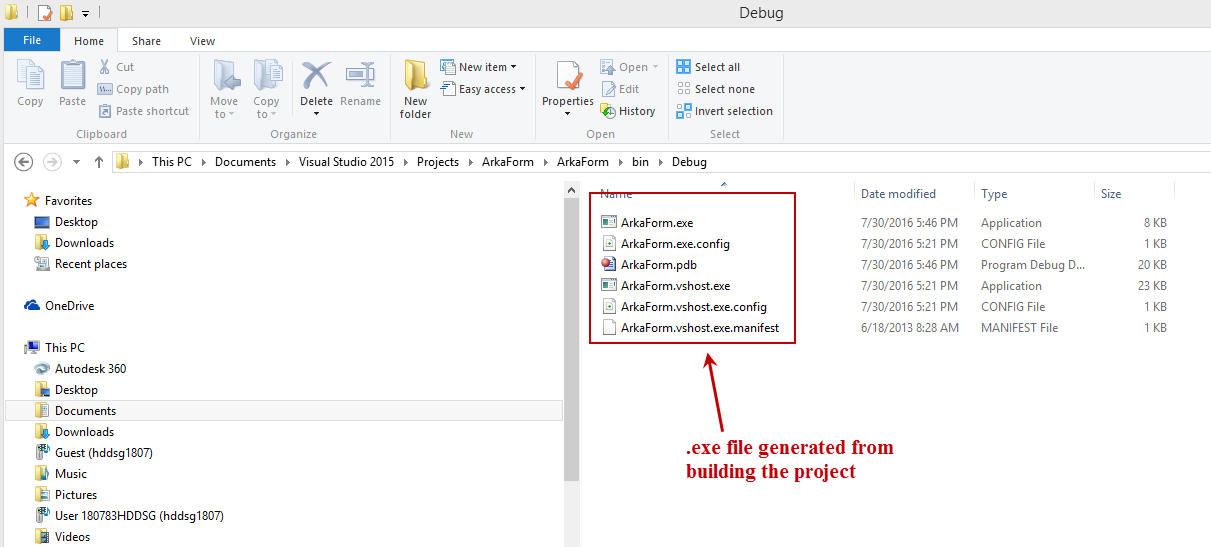 Debug
File Home Share View
Copy Paste Cut Copy path Paste shortcut
Move to Copy to Delete Rename
New folder New item Easy access
Properties Open Edit History
Select all Select none Invert selection
Clipboard Organize New Open Select
This PC Documents Visual Studio 2015 Projects ArkaForm ArkaForm bin Debug
Favorites
Desktop
Downloads
Recent places
OneDrive
This PC
Autodesk 360
Desktop
Documents
Downloads
Guest (hddsg1807)
Music
Pictures
User 180783HDDSG (hddsg1807)
Videos
Name Date modified Type Size
ArkaForm.exe 7/30/2016 5:46 PM Application 8 KB
ArkaForm.exe.config 7/30/2016 5:21 PM CONFIG File 1 KB
ArkaForm.pdb 7/30/2016 5:46 PM Program Debug D... 20 KB
ArkaForm.vshost.exe 7/30/2016 5:21 PM Application 23 KB
ArkaForm.vshost.exe.config 7/30/2016 5:21 PM CONFIG File 1 KB
ArkaForm.vshost.exe.manifest 6/18/2013 8:28 AM MANIFEST File 1 KB
.exe file generated from
building the project